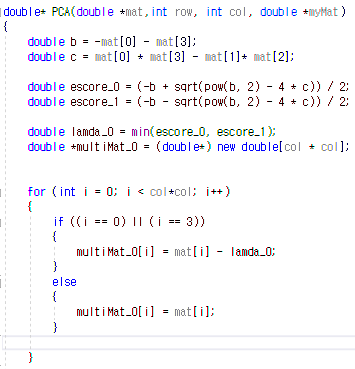 double* PCA(double *mat,int row, int col, double *myMat)
{
double b = -mat[0] - mat[3];
double c = mat[0] * mat[3] - mat[1]* mat[2];
double escore_0 = (-b + sqrt(pow(b, 2) - 4 * c)) / 2;
double escore_1 = (-b - sqrt(pow(b, 2) - 4 * c)) / 2;
double lamda_0 = min(escore_0, escore_1);
double *multiMat_0 = (double*) new double[col * col];
for (int i = 0; i < col*col; i++)
{
if ((i == 0) || (i == 3))
{
multiMat_0[i] = mat[i] - lamda_0;
}
else
{
multiMat_0[i] = mat[i];
}
}